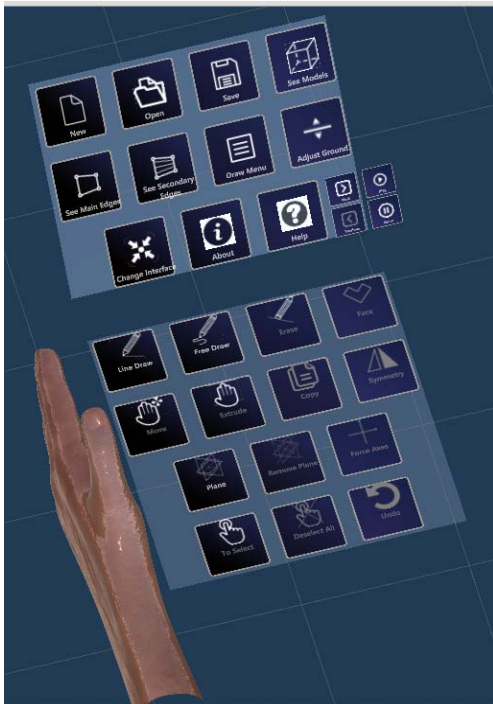 New
Open
Save
See Models
See Main Edges
See Secondary
Edges
Draw Menu
Adjust Ground
Change Interface
About
Help
Line Draw
Free Draw
Erase
Face
Move
Extrude
Copy
Symmetry
Plane
Remove Plane
Force Axes
To Select
Deselect All
Undo